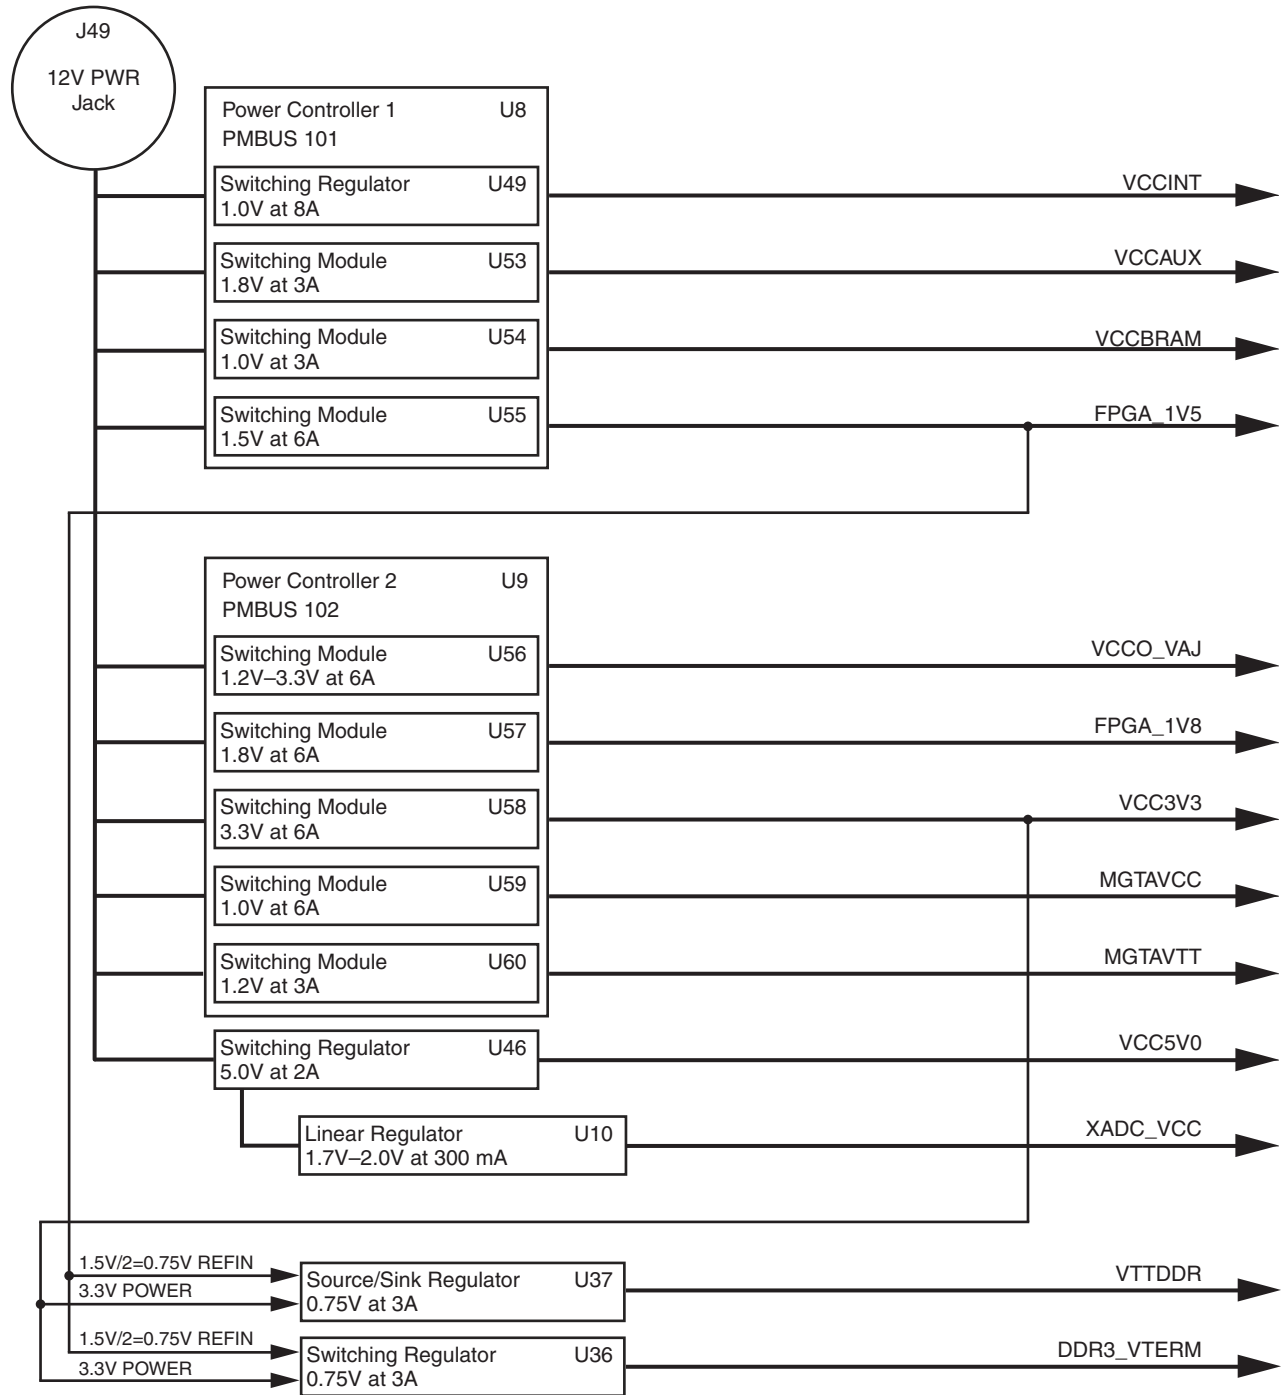 J49
12V PWR
Jack
Power Controller 1 U8
PMBUS 101
Switching Regulator U49
1.0V at 8A
VCCINT
Switching Module U53
1.8V at 3A
VCCAUX
Switching Module U54
1.0V at 3A
VCCBRAM
Switching Module U55
1.5V at 6A
FPGA_1V5
Power Controller 2 U9
PMBUS 102
Switching Module U56
1.2V–3.3V at 6A
VCCO_VAJ
Switching Module U57
1.8V at 6A
FPGA_1V8
Switching Module U58
3.3V at 6A
VCC3V3
Switching Module U59
1.0V at 6A
MGTAVCC
Switching Module U60
1.2V at 3A
MGTAVTT
Switching Regulator U46
5.0V at 2A
VCC5V0
Linear Regulator U10
1.7V–2.0V at 300 mA
XADC_VCC
1.5V/2=0.75V REFIN
3.3V POWER
Source/Sink Regulator U37
0.75V at 3A
VTTDDR
1.5V/2=0.75V REFIN
3.3V POWER
Switching Regulator U36
0.75V at 3A
DDR3_VTERM